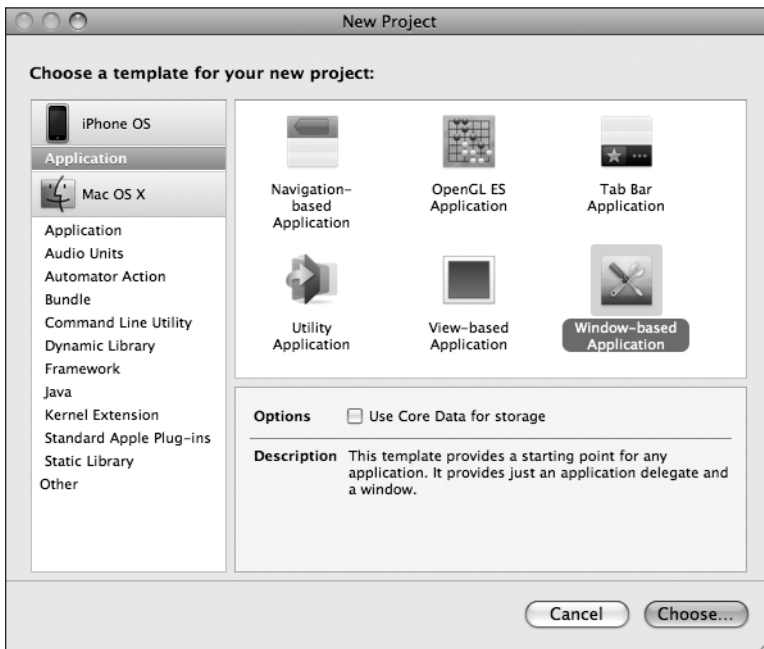 New Project
Choose a template for your new project:
iPhone OS
Application
Mac OS X
Application
Audio Units
Automator Action
Bundle
Command Line Utility
Dynamic Library
Framework
Java
Kernel Extension
Standard Apple Plug-ins
Static Library
Other
Navigation-
based
Application
OpenGL ES
Application
Tab Bar
Application
Utility
Application
View-based
Application
Window-based
Application
Options Use Core Data for storage
Description This template provides a starting point for any
application. It provides just an application delegate and
a window.
Cancel Choose...